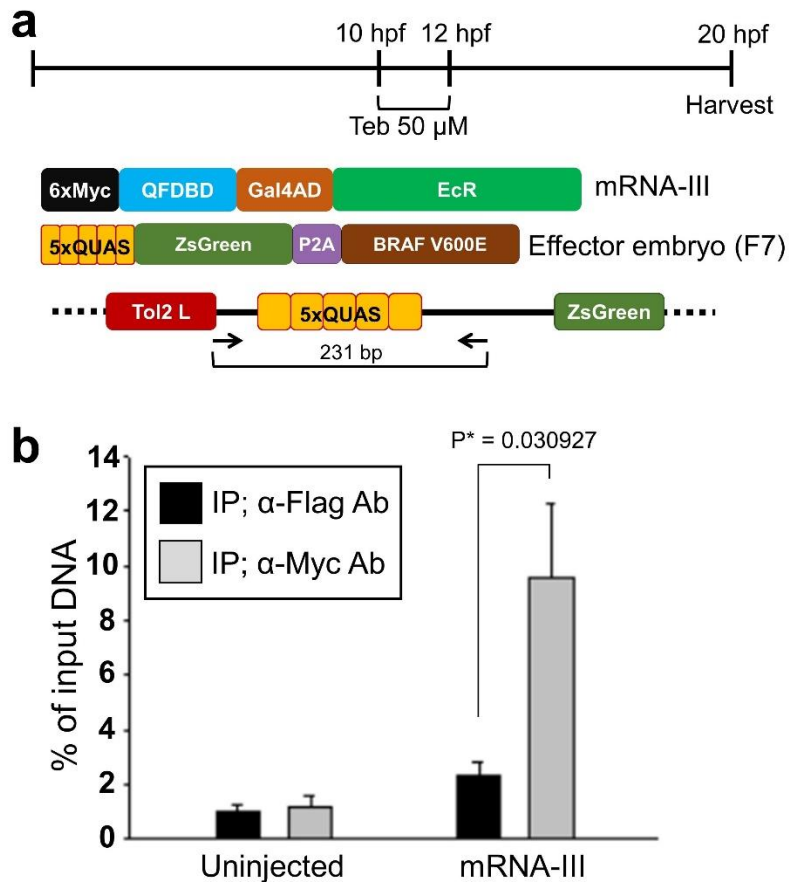 a
10 hpf 12 hpf 20 hpf
Teb 50 µM
Harvest
6xMyc QFDBD Gal4AD EcR mRNA-III
5xQUAS ZsGreen P2A BRAF V600E Effector embryo (F7)
Tol2 L 5xQUAS ZsGreen
231 bp
b
P* = 0.030927
14
12
10
8
6
4
2
0
% of input DNA
IP; α-Flag Ab
IP; α-Myc Ab
Uninjected mRNA-III